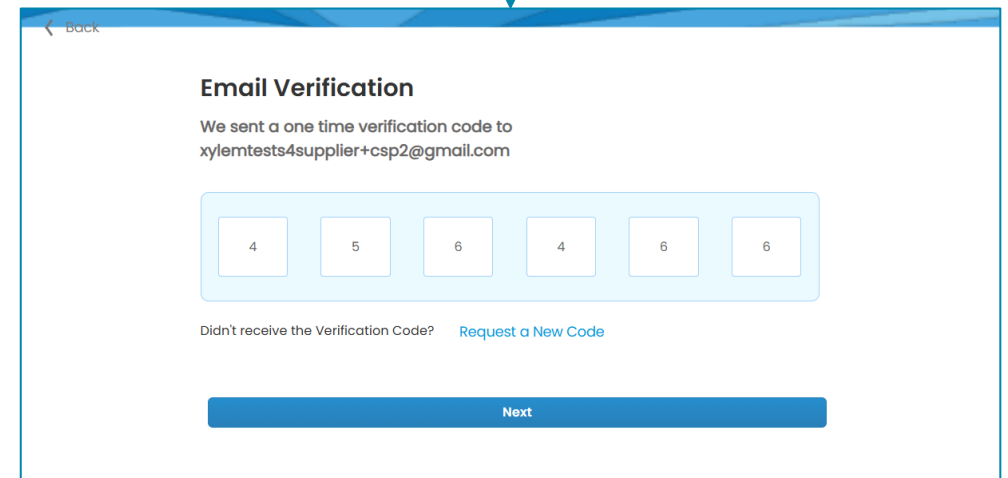 Back
Email Verification
We sent a one time verification code to
xylemtests4supplier+csp2@gmail.com
4 5 6 4 6 6
Didn't receive the Verification Code? Request a New Code
Next